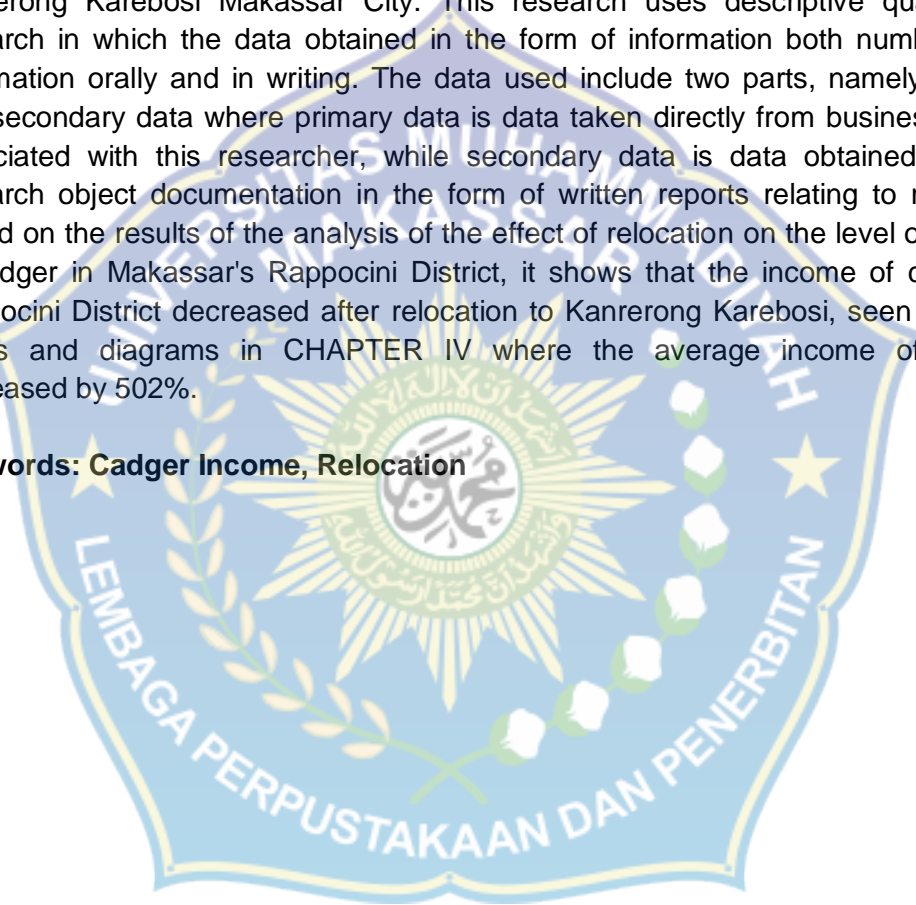 erong Karebosi Makassar City. This research uses descriptive qua
arch in which the data obtained in the form of information both numb
mation orally and in writing. The data used include two parts, namely
secondary data where primary data is data taken directly from busines
ciated with this researcher, while secondary data is data obtained
arch object documentation in the form of written reports relating to r
d on the results of the analysis of the effect of relocation on the level o
dger in Makassar's Rappocini District, it shows that the income of c
ocini District decreased after relocation to Kanrerong Karebosi, seen
s and diagrams in CHAPTER IV where the average income of
eased by 502%.
words: Cadger Income, Relocation
UNIVERSITAS MUHAMMADIYAH
MAKASSAR
LEMBAGA PERPUSTAKAAN DAN PENERBITAN